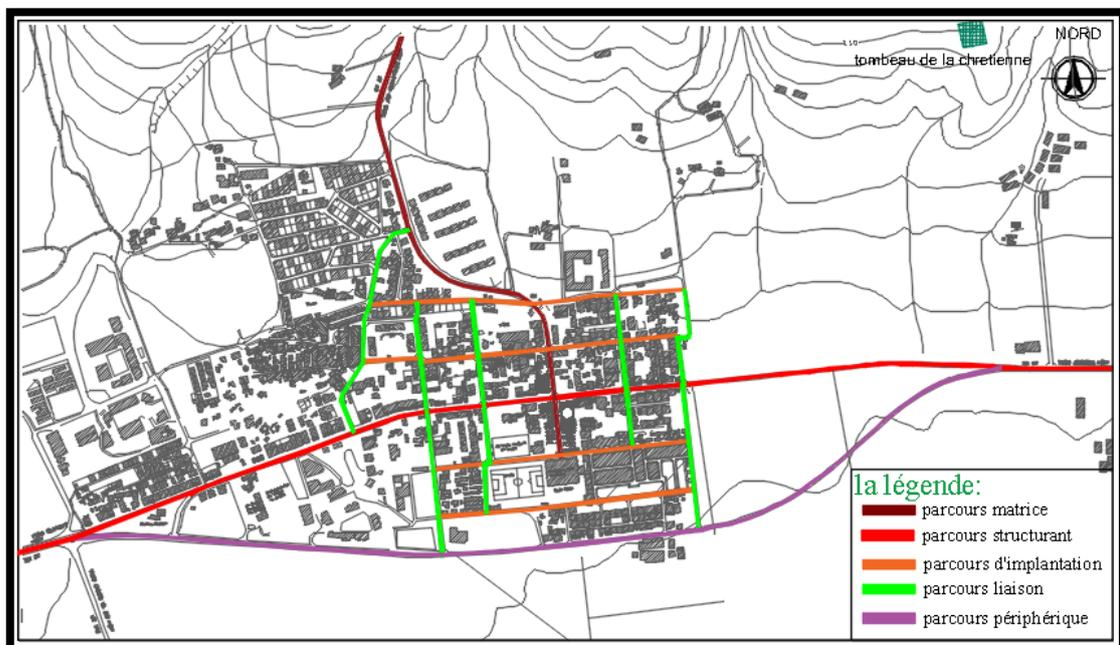 NORD
tombeau de la chretienne
la légende:
parcours matrice
parcours structurant
parcours d'implantation
parcours liaison
parcours périphérique